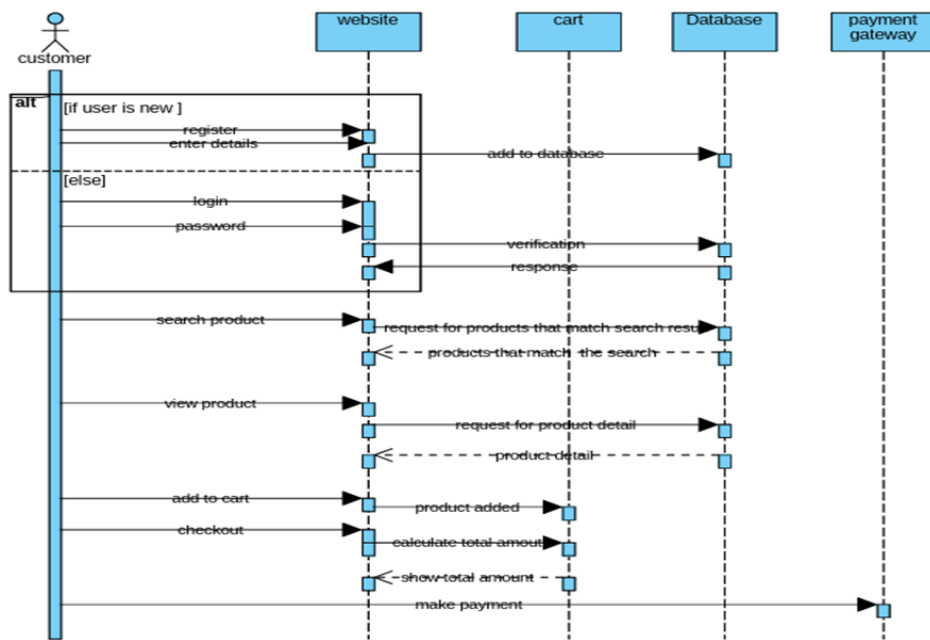 website
cart
Database
payment
gateway
customer
alt
[if user is new ]
register
enter details
add to database
[else]
login
password
verification
response
search product
request for products that match search resu
products that match the search
view product
request for product detail
product detail
add to cart
product added
checkout
calculate total amout
show total amount
make payment